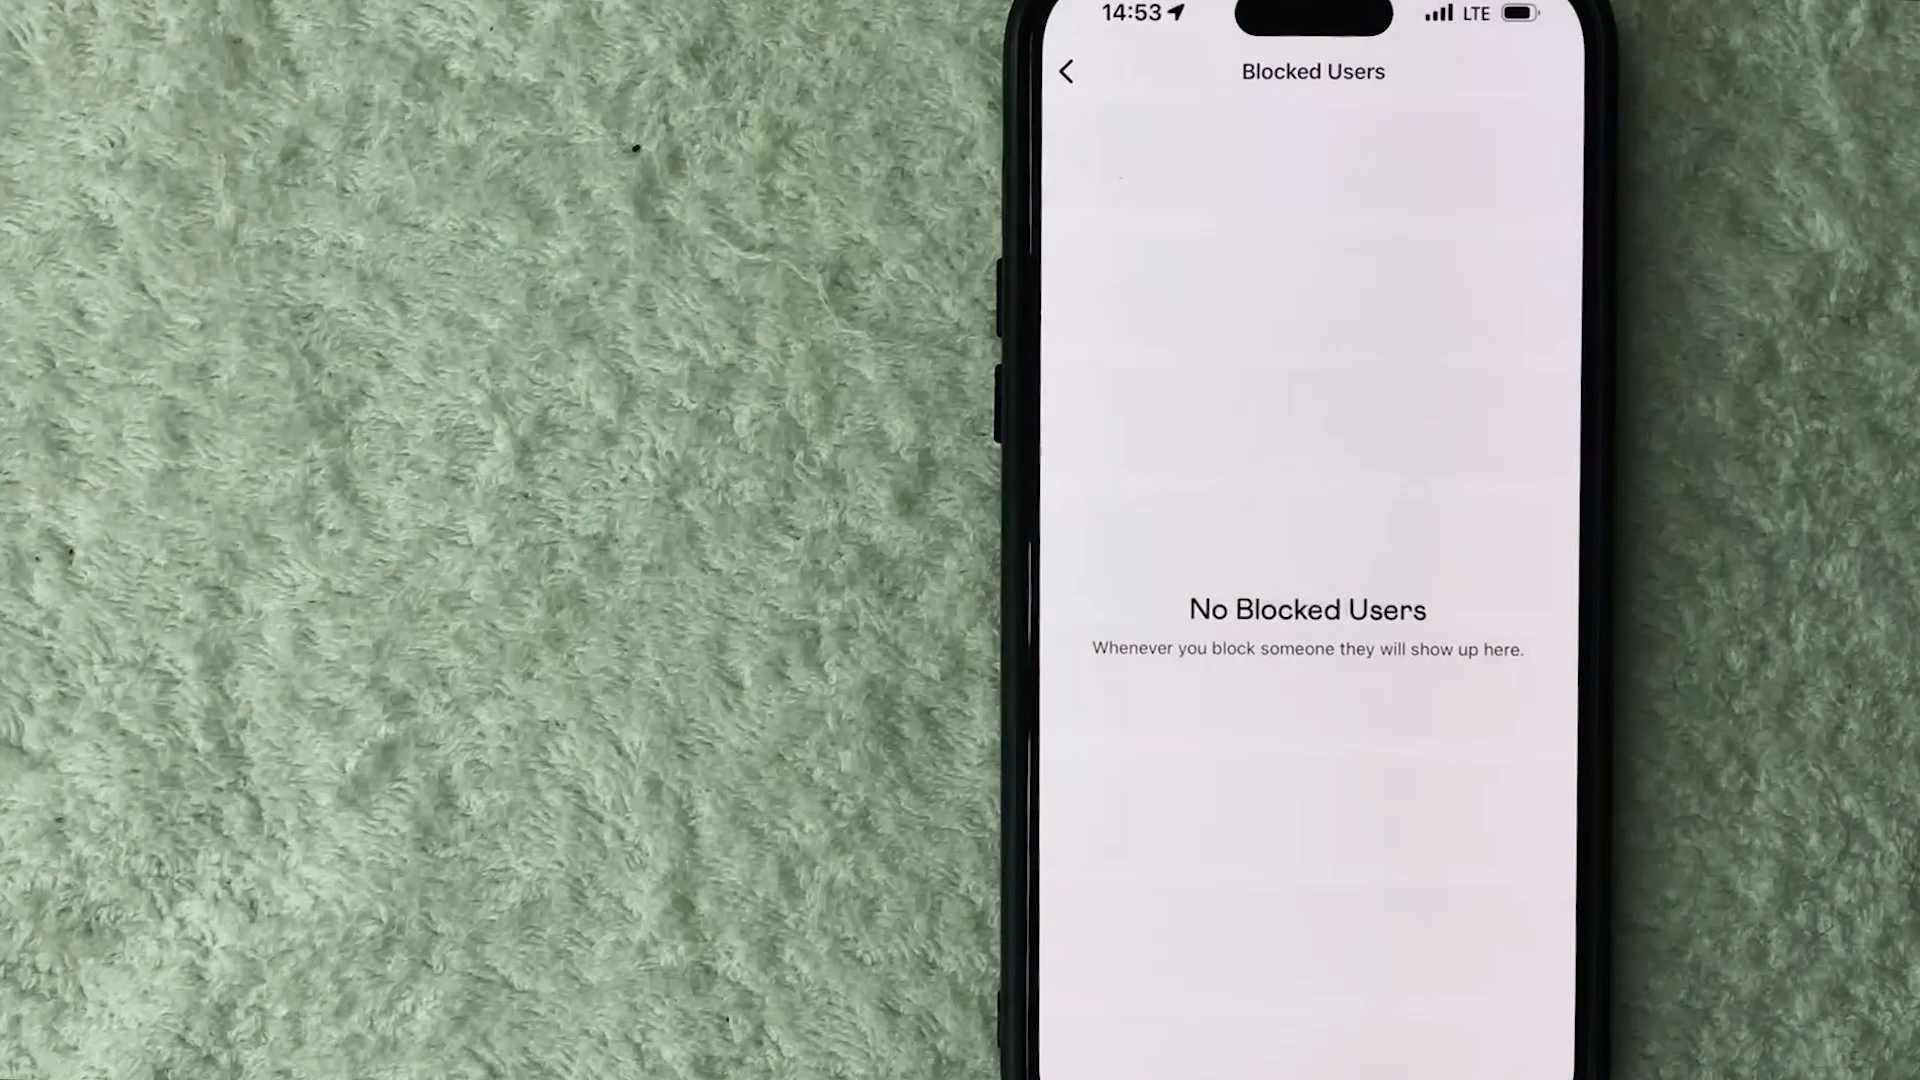 14:53
LTE
Blocked Users
No Blocked Users
Whenever you block someone they will show up here.